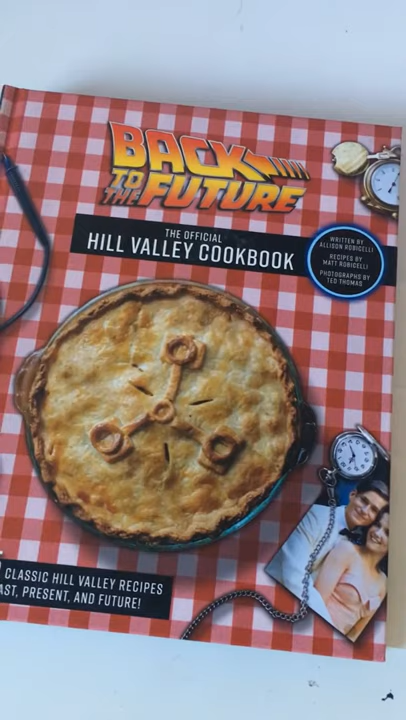 BACK
TO THE FUTURE
THE OFFICIAL
HILL VALLEY COOKBOOK
WRITTEN BY
ALLISON ROBICELLI
RECIPES BY
MATT ROBICELLI
PHOTOGRAPHS BY
TED THOMAS
CLASSIC HILL VALLEY RECIPES
AST, PRESENT, AND FUTURE!